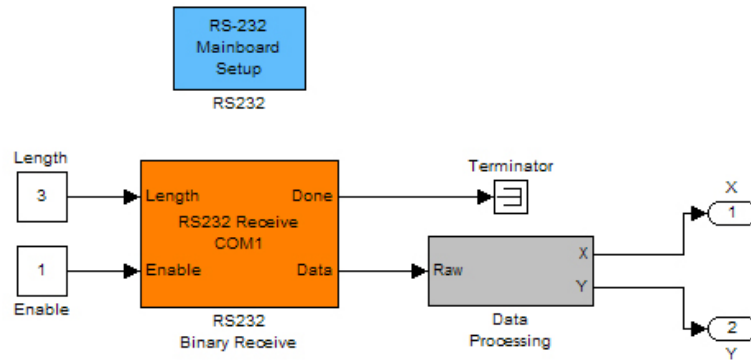 RS-232
Mainboard
Setup
RS232
Length
3
Length
Done
RS232 Receive
COM1
Enable
Data
1
Enable
RS232
Binary Receive
Terminator
Raw
X
Y
Data
Processing
X
1
2
Y